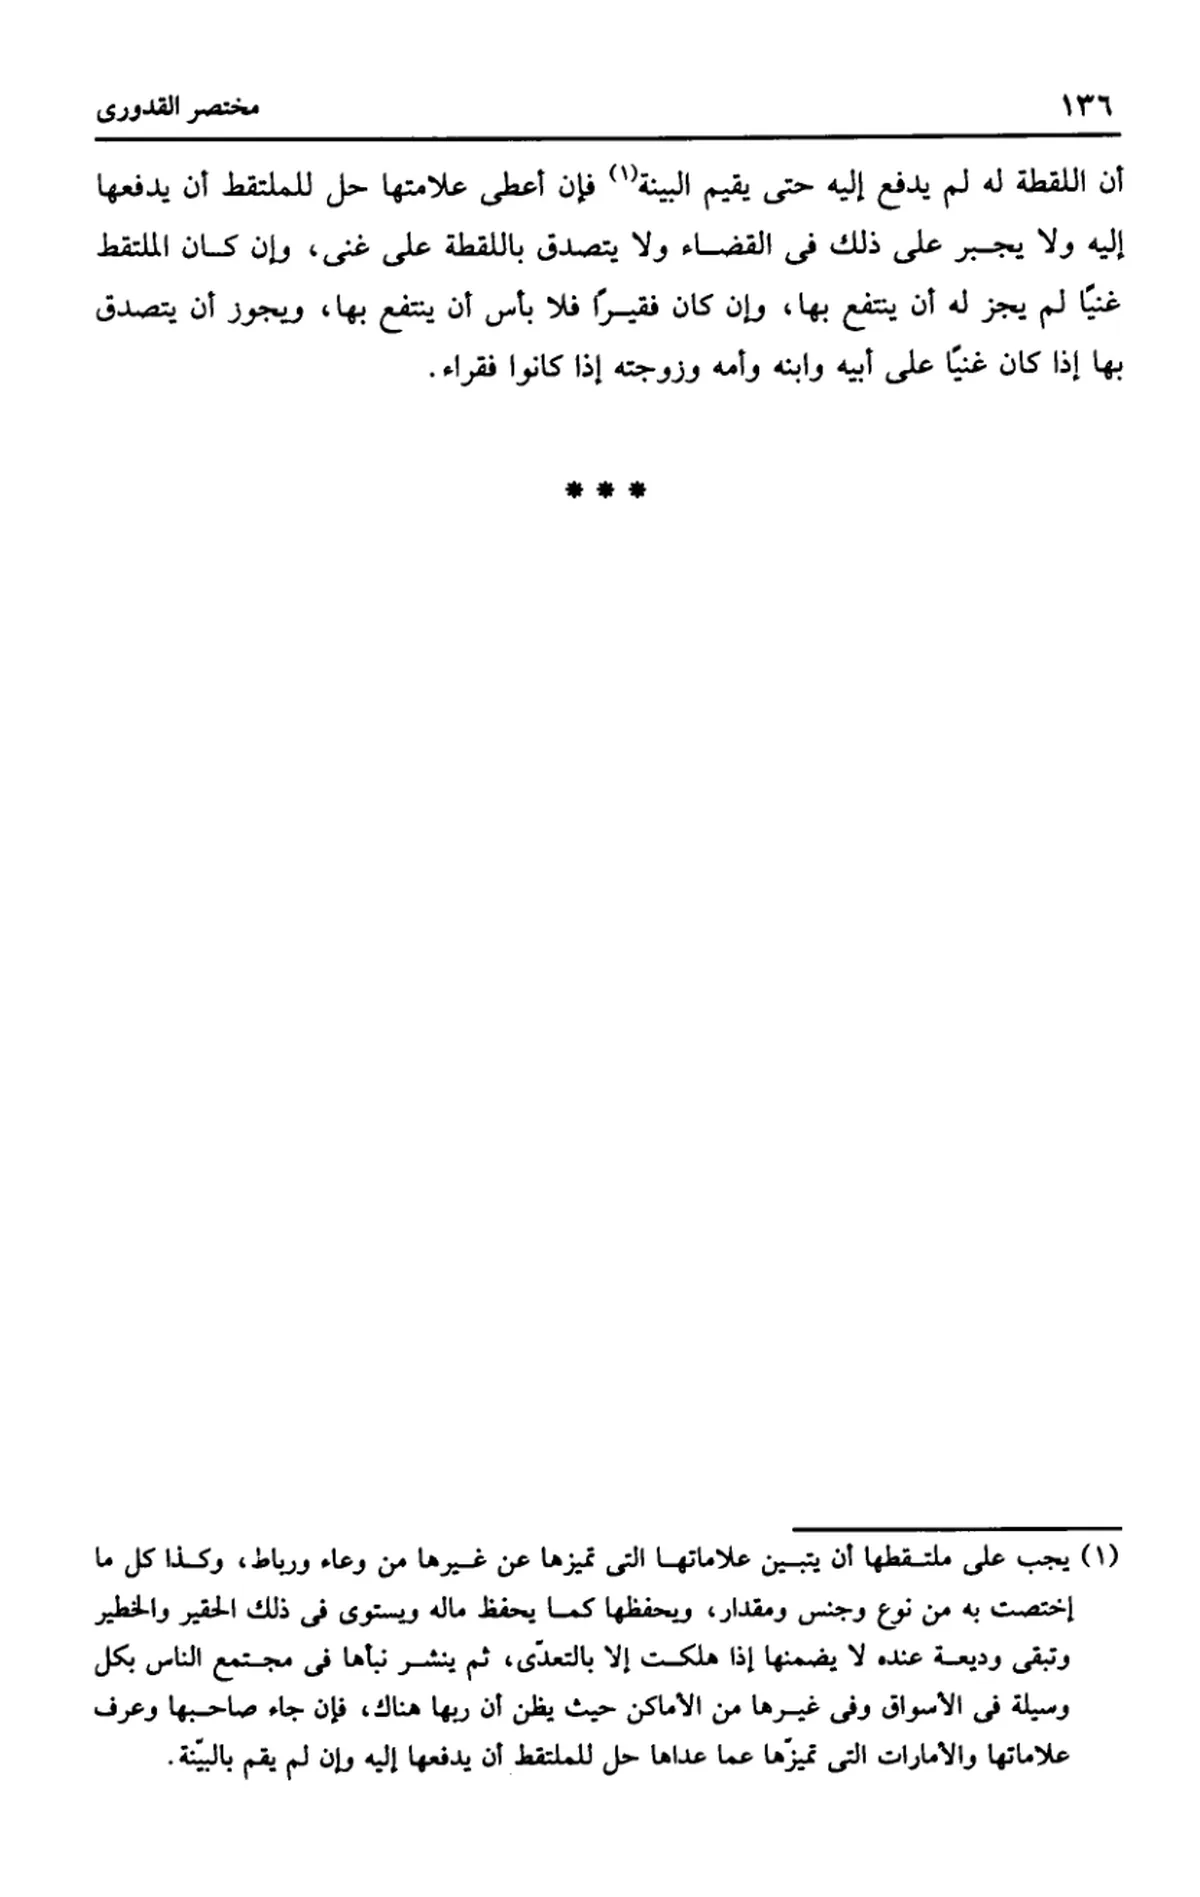 ١٣٦ مختصر القدورى
أن اللقطة له لم يدفع إليه حتى يقيم البينة(١) فإن أعطى علامتها حل للملتقط أن يدفعها
إليه ولا يجبر على ذلك فى القضاء ولا يتصدق باللقطة على غنى، وإن كان الملتقط
غنيًا لم يجز له أن ينتفع بها، وإن كان فقيرًا فلا بأس أن ينتفع بها، ويجوز أن يتصدق
بها إذا كان غنيًا على أبيه وابنه وأمه وزوجته إذا كانوا فقراء.
* * *
(١) يجب على ملتقطها أن يتبين علاماتها التى تميزها عن غيرها من وعاء ورباط، وكذا كل ما
إختصت به من نوع وجنس ومقدار، ويحفظها كما يحفظ ماله ويستوى فى ذلك الحقير والخطير
وتبقى وديعة عنده لا يضمنها إذا هلكت إلا بالتعدّى، ثم ينشر نبأها فى مجتمع الناس بكل
وسيلة فى الأسواق وفى غيرها من الأماكن حيث يظن أن ربها هناك، فإن جاء صاحبها وعرف
علاماتها والأمارات التى تميزّها عما عداها حل للملتقط أن يدفعها إليه وإن لم يقم بالبيّنة.